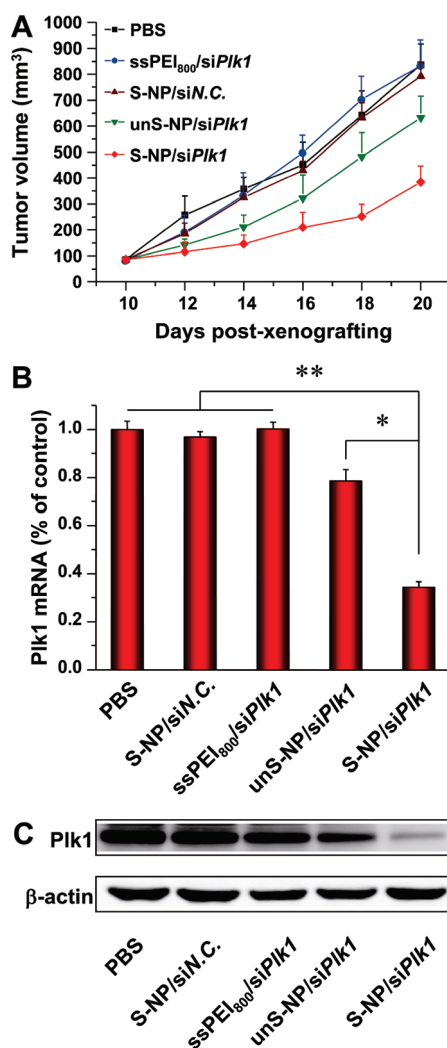 A
PBS
ssPEI800/siPlk1
S-NP/siN.C.
unS-NP/siPlk1
S-NP/siPlk1
Tumor volume (mm3)
1000
900
800
700
600
500
400
300
200
100
0
10 12 14 16 18 20
Days post-xenografting
B
**
*
Plk1 mRNA (% of control)
1.0
0.8
0.6
0.4
0.2
0.0
PBS
S-NP/siN.C.
ssPEI800/siPlk1
unS-NP/siPlk1
S-NP/siPlk1
C
Plk1
β-actin
PBS
S-NP/siN.C.
ssPEI800/siPlk1
unS-NP/siPlk1
S-NP/siPlk1